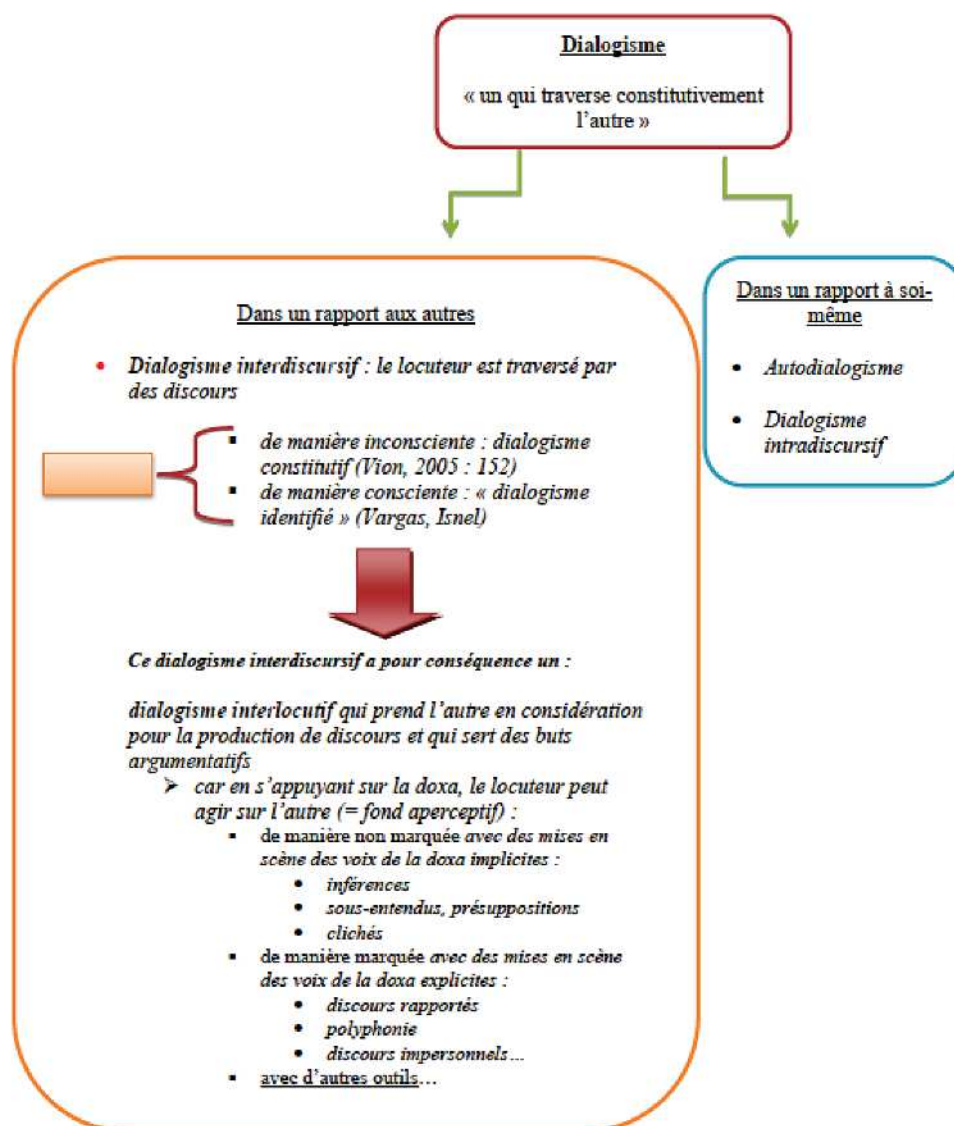 Dialogisme
« un qui traverse constitutivement
l'autre »
Dans un rapport aux autres
• Dialogisme interdiscursif : le locuteur est traversé par
des discours
▪ de manière inconsciente : dialogisme
constitutif (Vion, 2005 : 152)
▪ de manière consciente : « dialogisme
identifié » (Vargas, Isnel)
Ce dialogisme interdiscursif a pour conséquence un :
dialogisme interlocutif qui prend l'autre en considération
pour la production de discours et qui sert des buts
argumentatifs
➢ car en s'appuyant sur la doxa, le locuteur peut
agir sur l'autre (= fond aperceptif) :
▪ de manière non marquée avec des mises en
scène des voix de la doxa implicites :
• inférences
• sous-entendus, présuppositions
• clichés
▪ de manière marquée avec des mises en scène
des voix de la doxa explicites :
• discours rapportés
• polyphonie
• discours impersonnels…
▪ avec d'autres outils…
Dans un rapport à soi-
même
• Autodialogisme
• Dialogisme
intradiscursif